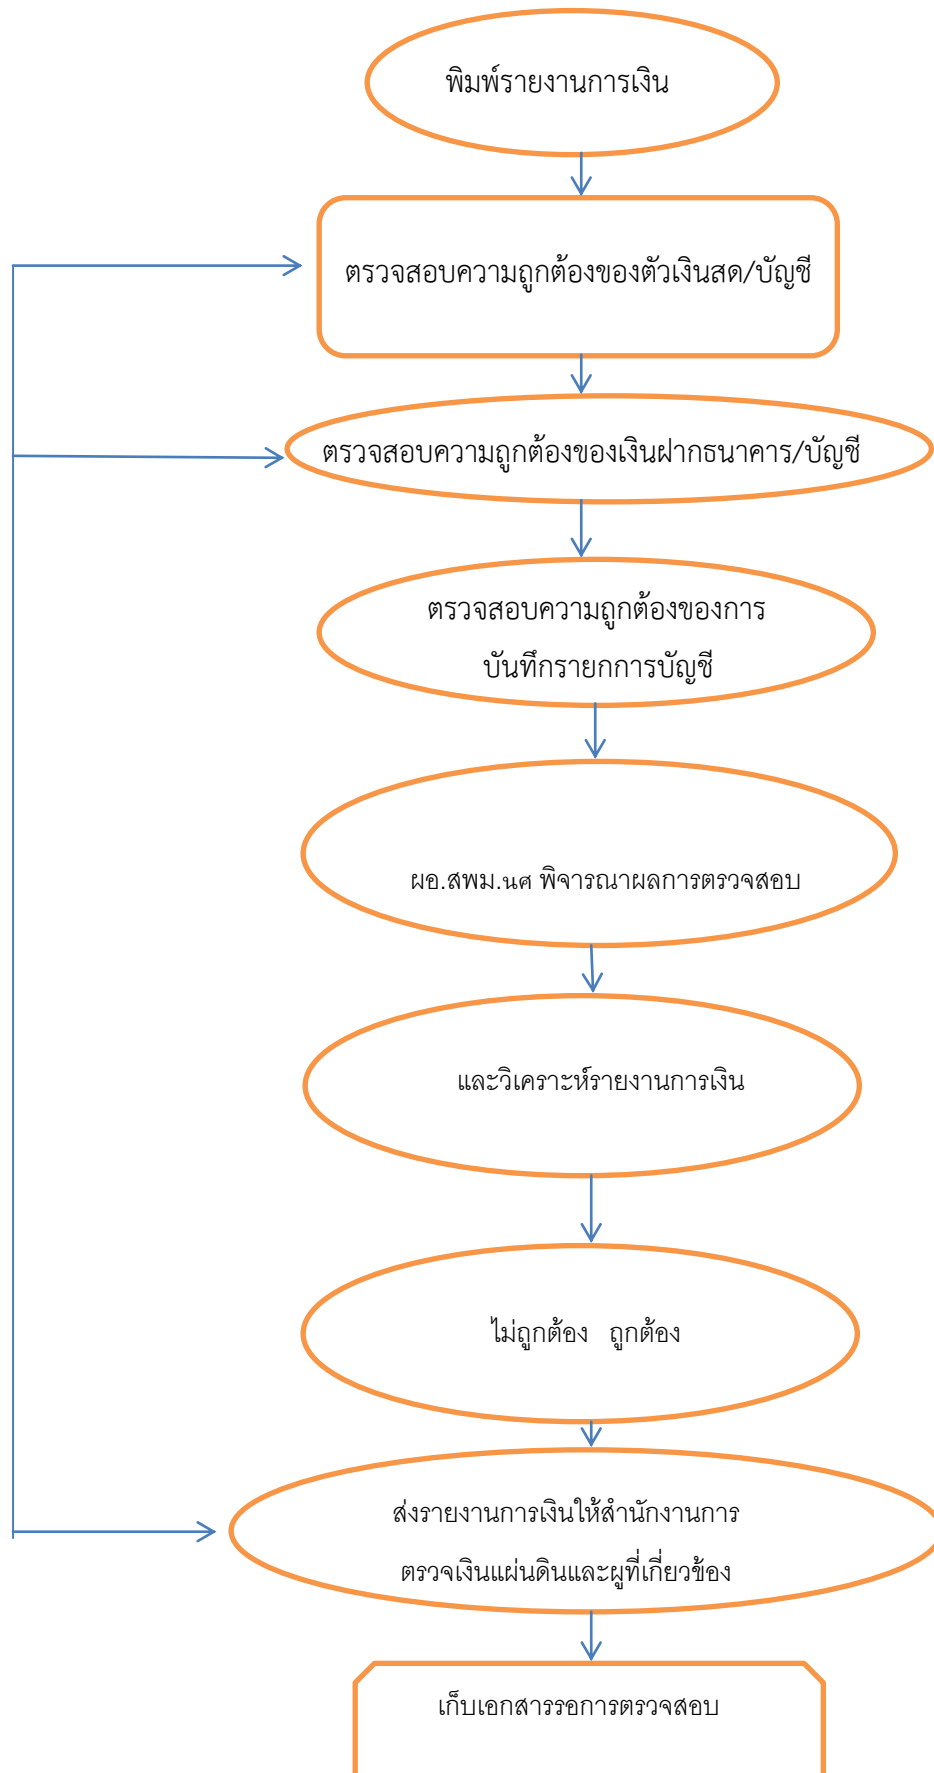 พิมพ์รายงานการเงิน
ตรวจสอบความถูกต้องของตัวเงินสด/บัญชี
ตรวจสอบความถูกต้องของเงินฝากธนาคาร/บัญชี
ตรวจสอบความถูกต้องของการ
บันทึกรายกการบัญชี
ผอ.สพม.นศ พิจารณาผลการตรวจสอบ
และวิเคราะห์รายงานการเงิน
ไม่ถูกต้อง ถูกต้อง
ส่งรายงานการเงินให้สำนักงานการ
ตรวจเงินแผ่นดินและผู้ที่เกี่ยวข้อง
เก็บเอกสารรอการตรวจสอบ